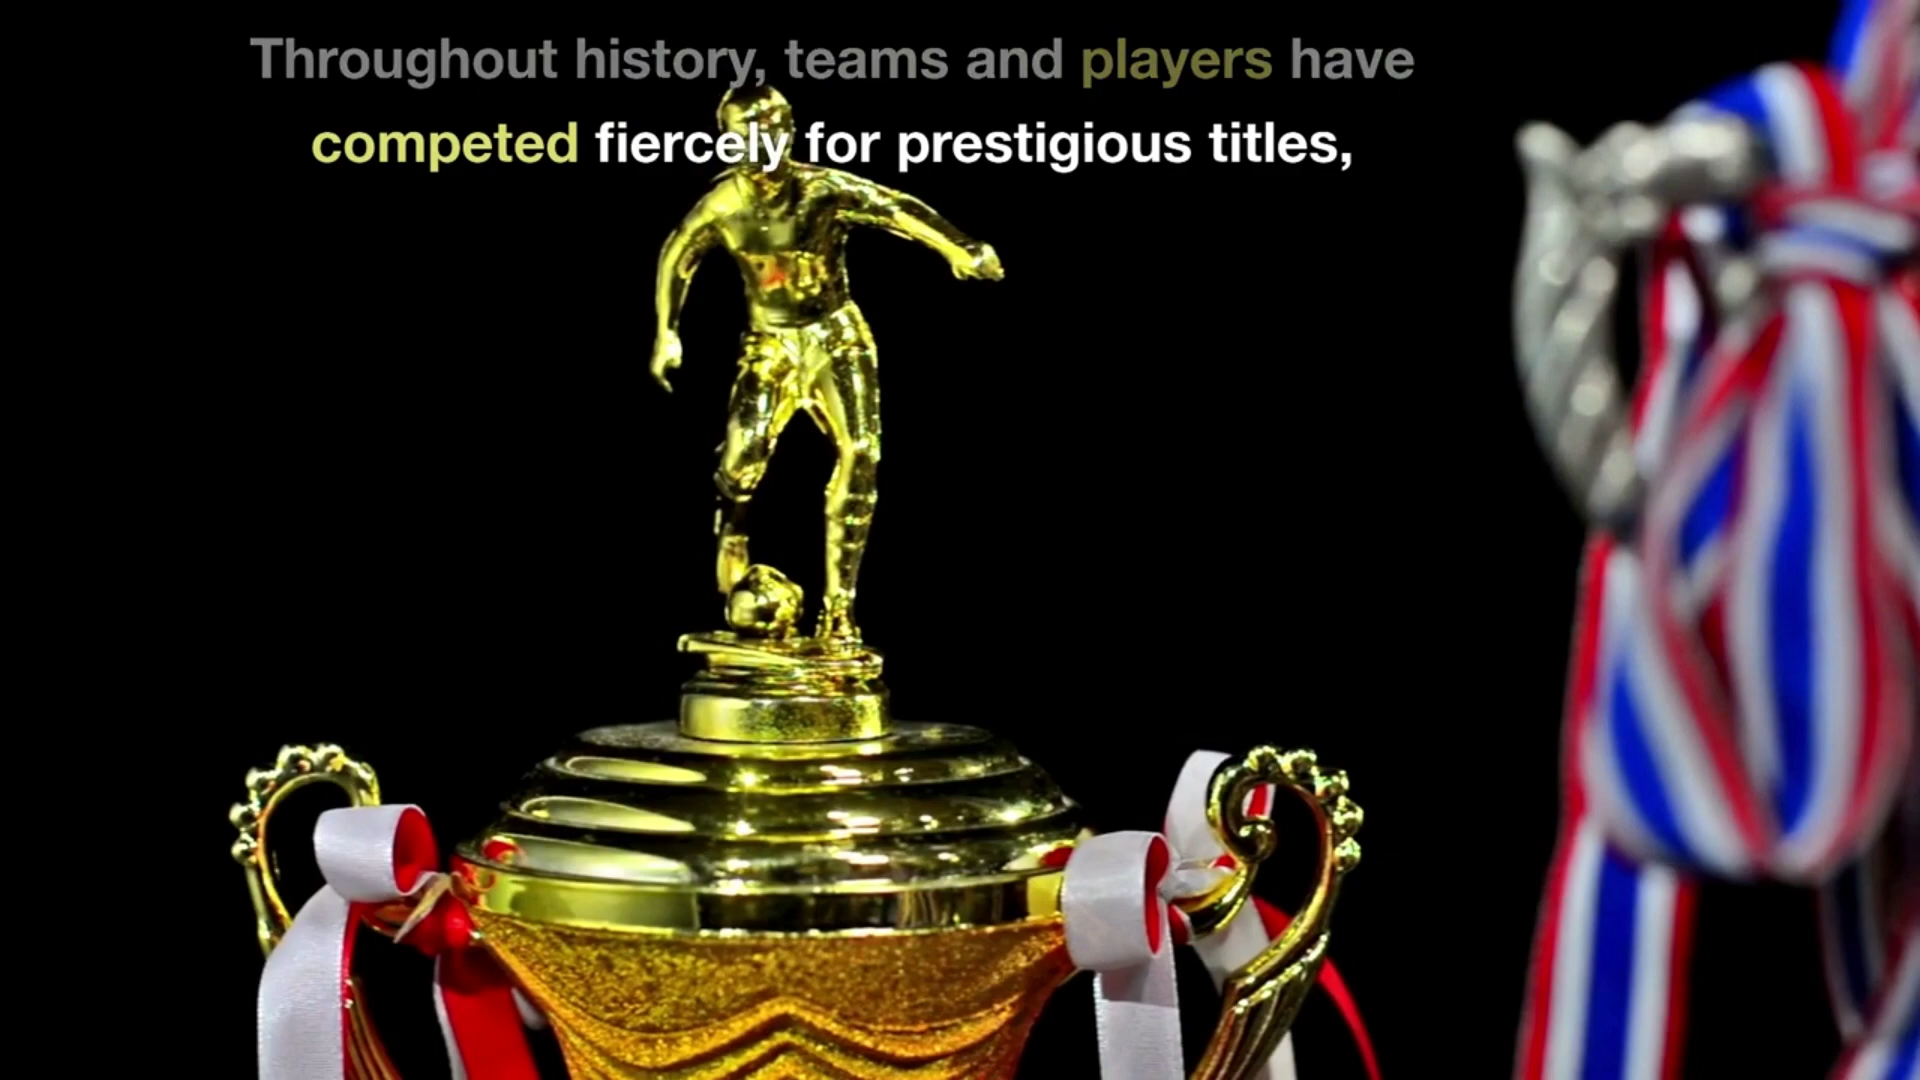 Throughout history, teams and players have
competed fiercely for prestigious titles,